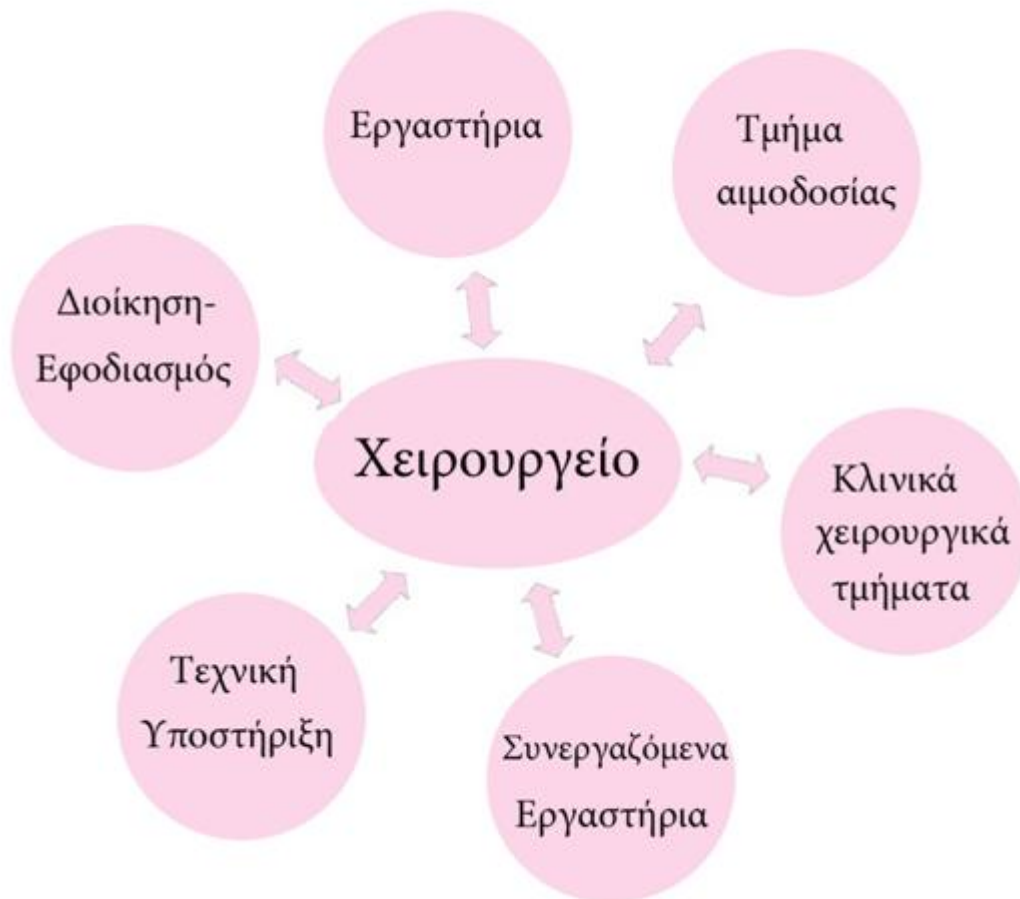 Εργαστήρια
Τμήμα
αιμοδοσίας
Διοίκηση-
Εφοδιασμός
Χειρουργείο
Κλινικά
χειρουργικά
τμήματα
Τεχνική
Υποστήριξη
Συνεργαζόμενα
Εργαστήρια